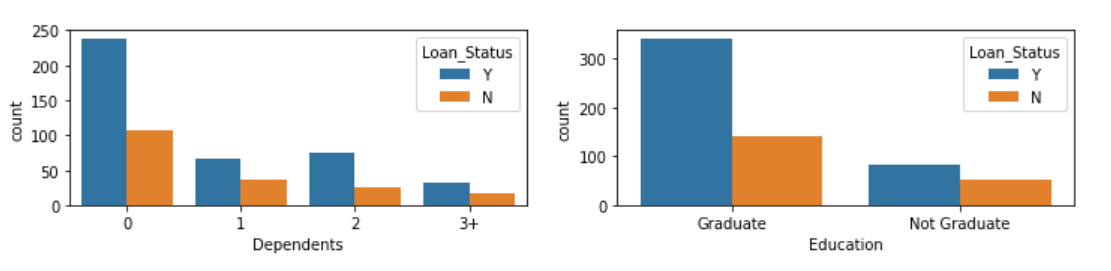 250
200
150
100
50
0
count
Loan_Status
Y
N
0 1 2 3+
Dependents
300
200
100
0
count
Loan_Status
Y
N
Graduate Not Graduate
Education